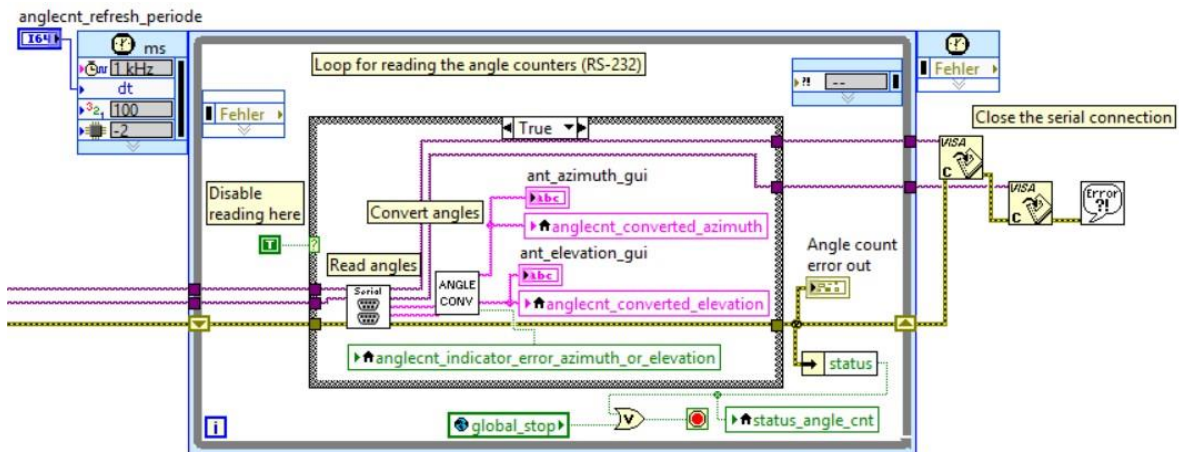 anglecnt_refresh_periode
I64
ms
1 kHz
dt
321
100
-2
Fehler
Loop for reading the angle counters (RS-232)
?!
--
Fehler
Close the serial connection
True
Disable
reading here
T
?
Read angles
Serial
Convert angles
ANGLE
CONV
ant_azimuth_gui
abc
anglecnt_converted_azimuth
ant_elevation_gui
abc
anglecnt_converted_elevation
anglecnt_indicator_error_azimuth_or_elevation
Angle count
error out
status
VISA
C
VISA
C
Error
?!
i
global_stop
V
status_angle_cnt